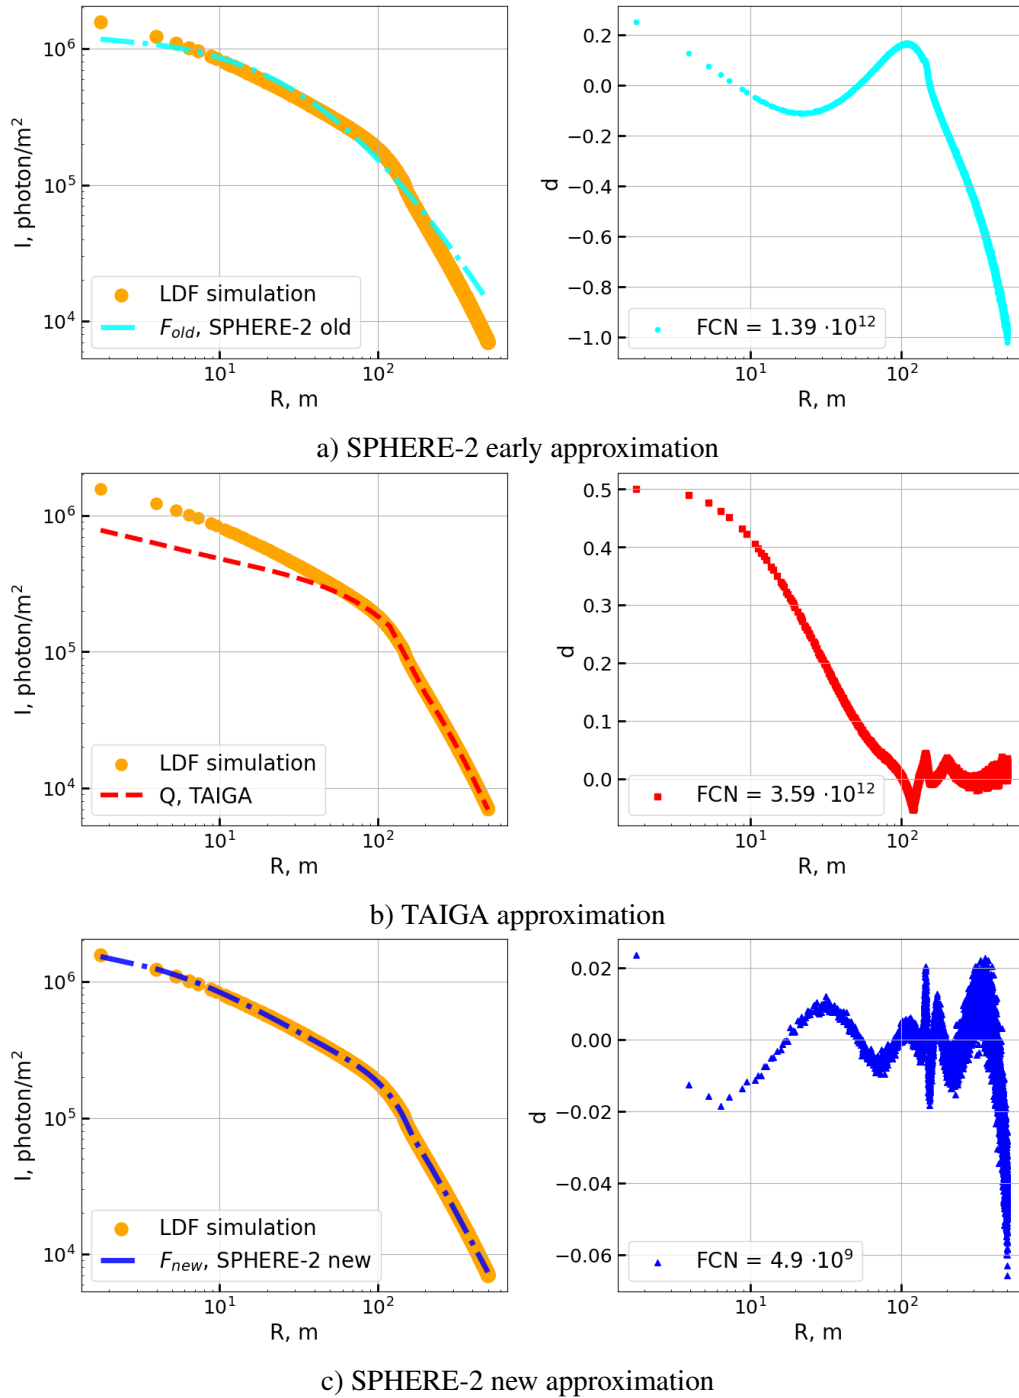 10⁶
10⁵
10⁴
I, photon/m²
LDF simulation
F_old, SPHERE-2 old
10¹
10²
R, m
0.2
0.0
−0.2
−0.4
−0.6
−0.8
−1.0
d
FCN = 1.39 ·10¹²
10¹
10²
R, m
a) SPHERE-2 early approximation
10⁶
10⁵
10⁴
I, photon/m²
LDF simulation
Q, TAIGA
10¹
10²
R, m
0.5
0.4
0.3
0.2
0.1
0.0
d
FCN = 3.59 ·10¹²
10¹
10²
R, m
b) TAIGA approximation
10⁶
10⁵
10⁴
I, photon/m²
LDF simulation
F_new, SPHERE-2 new
10¹
10²
R, m
0.02
0.00
−0.02
−0.04
−0.06
d
FCN = 4.9 ·10⁹
10¹
10²
R, m
c) SPHERE-2 new approximation